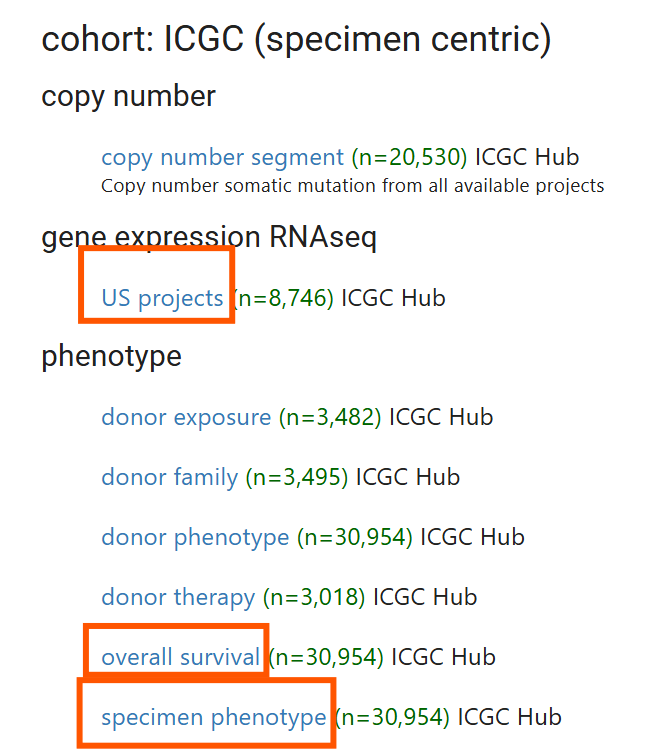 cohort: ICGC (specimen centric)
copy number
copy number segment (n=20,530) ICGC Hub
Copy number somatic mutation from all available projects
gene expression RNAseq
US projects (n=8,746) ICGC Hub
phenotype
donor exposure (n=3,482) ICGC Hub
donor family (n=3,495) ICGC Hub
donor phenotype (n=30,954) ICGC Hub
donor therapy (n=3,018) ICGC Hub
overall survival (n=30,954) ICGC Hub
specimen phenotype (n=30,954) ICGC Hub